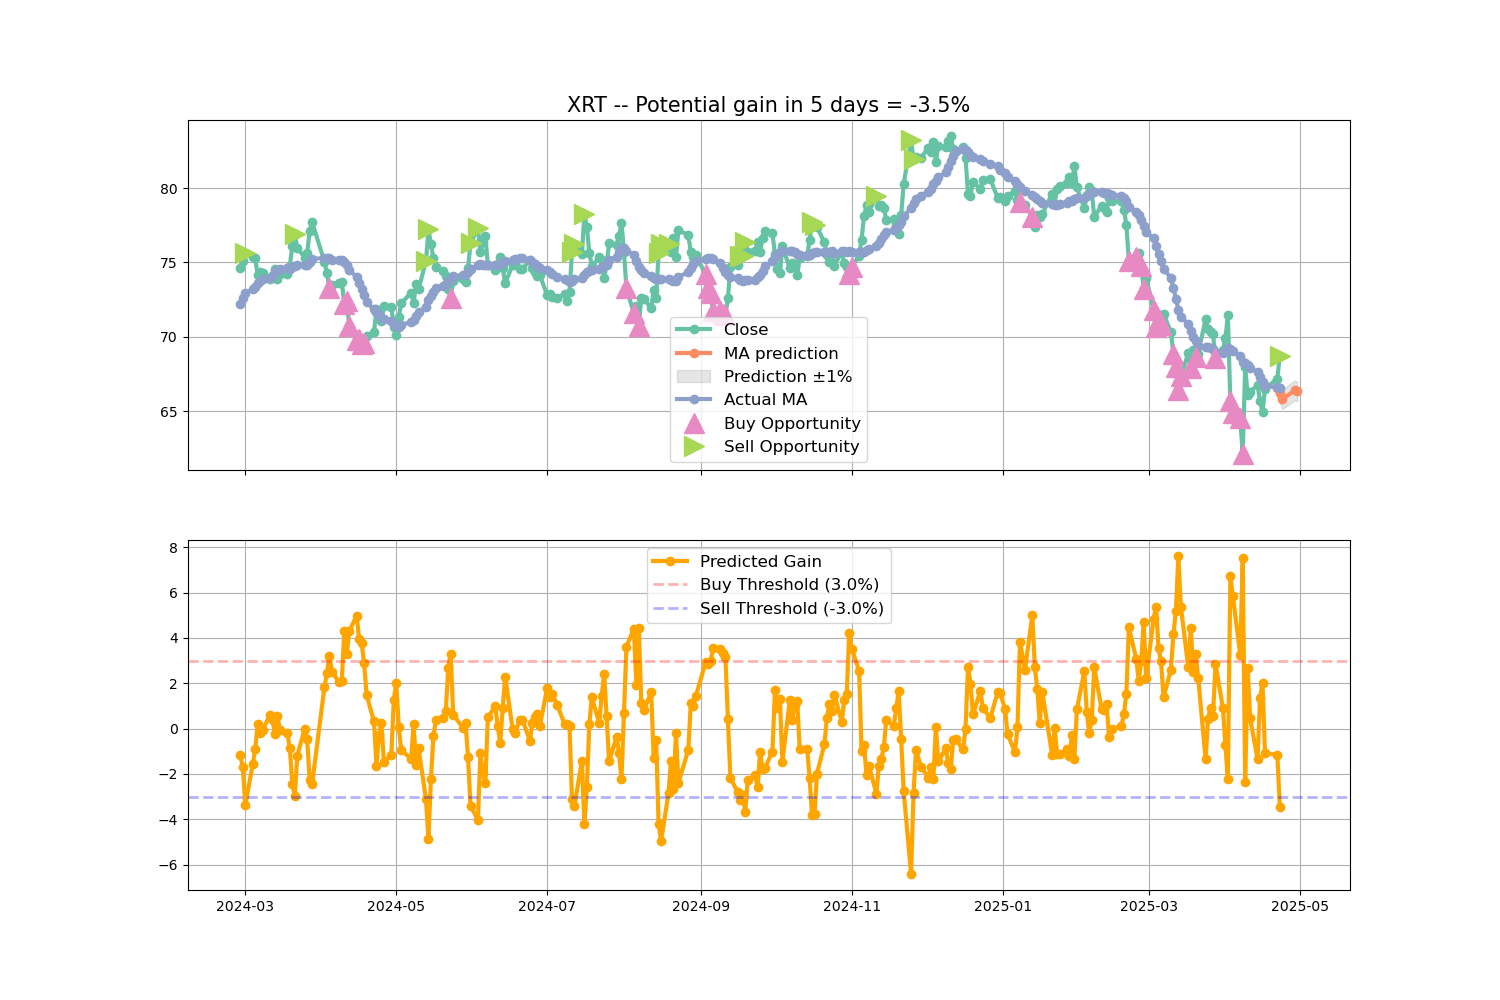 XRT -- Potential gain in 5 days = -3.5%
80
75
70
65
Close
MA prediction
Prediction ±1%
Actual MA
Buy Opportunity
Sell Opportunity
8
6
4
2
0
−2
−4
−6
Predicted Gain
Buy Threshold (3.0%)
Sell Threshold (-3.0%)
2024-03 2024-05 2024-07 2024-09 2024-11 2025-01 2025-03 2025-05